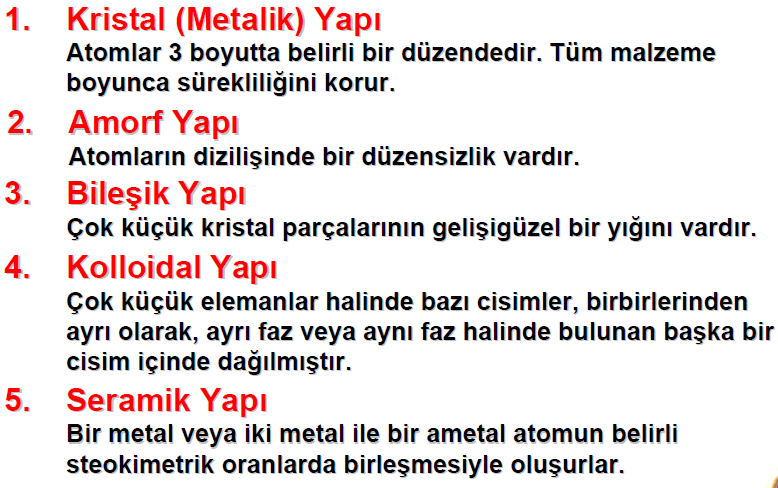 1. Kristal (Metalik) Yapı
Atomlar 3 boyutta belirli bir düzendedir. Tüm malzeme
boyunca sürekliliğini korur.
2. Amorf Yapı
Atomların dizilişinde bir düzensizlik vardır.
3. Bileşik Yapı
Çok küçük kristal parçalarının gelişigüzel bir yığını vardır.
4. Kolloidal Yapı
Çok küçük elemanlar halinde bazı cisimler, birbirlerinden
ayrı olarak, ayrı faz veya aynı faz halinde bulunan başka bir
cisim içinde dağılmıştır.
5. Seramik Yapı
Bir metal veya iki metal ile bir ametal atomun belirli
steokimetrik oranlarda birleşmesiyle oluşurlar.